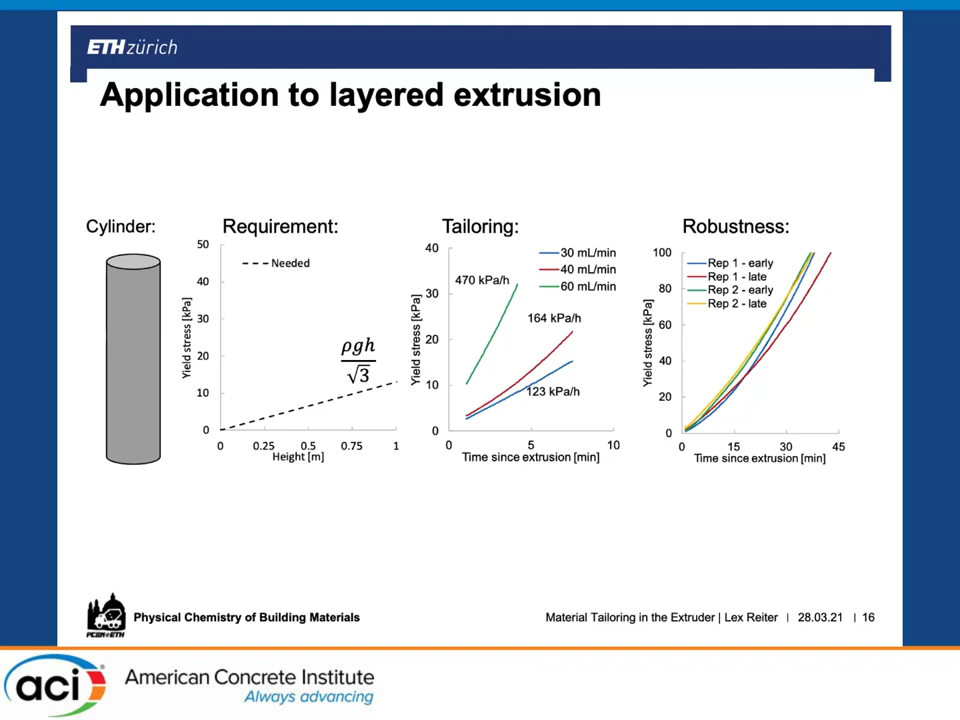 ETH zürich
Application to layered extrusion
Cylinder:
Requirement:
Yield stress [kPa]
50
40
30
20
10
0
Needed
ρgh
√3
0 0.25 0.5 0.75 1
Height [m]
Tailoring:
Yield stress [kPa]
40
30
20
10
0
30 mL/min
40 mL/min
60 mL/min
470 kPa/h
164 kPa/h
123 kPa/h
0 5 10
Time since extrusion [min]
Robustness:
Yield stress [kPa]
100
80
60
40
20
0
Rep 1 - early
Rep 1 - late
Rep 2 - early
Rep 2 - late
0 15 30 45
Time since extrusion [min]
PCBM@ETH
Physical Chemistry of Building Materials
Material Tailoring in the Extruder | Lex Reiter | 28.03.21 | 16
aci
American Concrete Institute
Always advancing